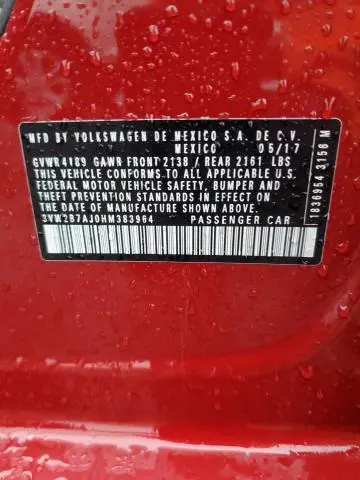 MFD BY VOLKSWAGEN DE MEXICO S.A. DE C.V.
MEXICO 05/17
GVWR 4189 GAWR FRONT 2138 / REAR 2161 LBS
THIS VEHICLE CONFORMS TO ALL APPLICABLE U.S.
FEDERAL MOTOR VEHICLE SAFETY, BUMPER AND
THEFT PREVENTION STANDARDS IN EFFECT ON
THE DATE OF MANUFACTURE SHOWN ABOVE
3VW2B7AJ0HM383964 PASSENGER CAR
1836954 3156 M